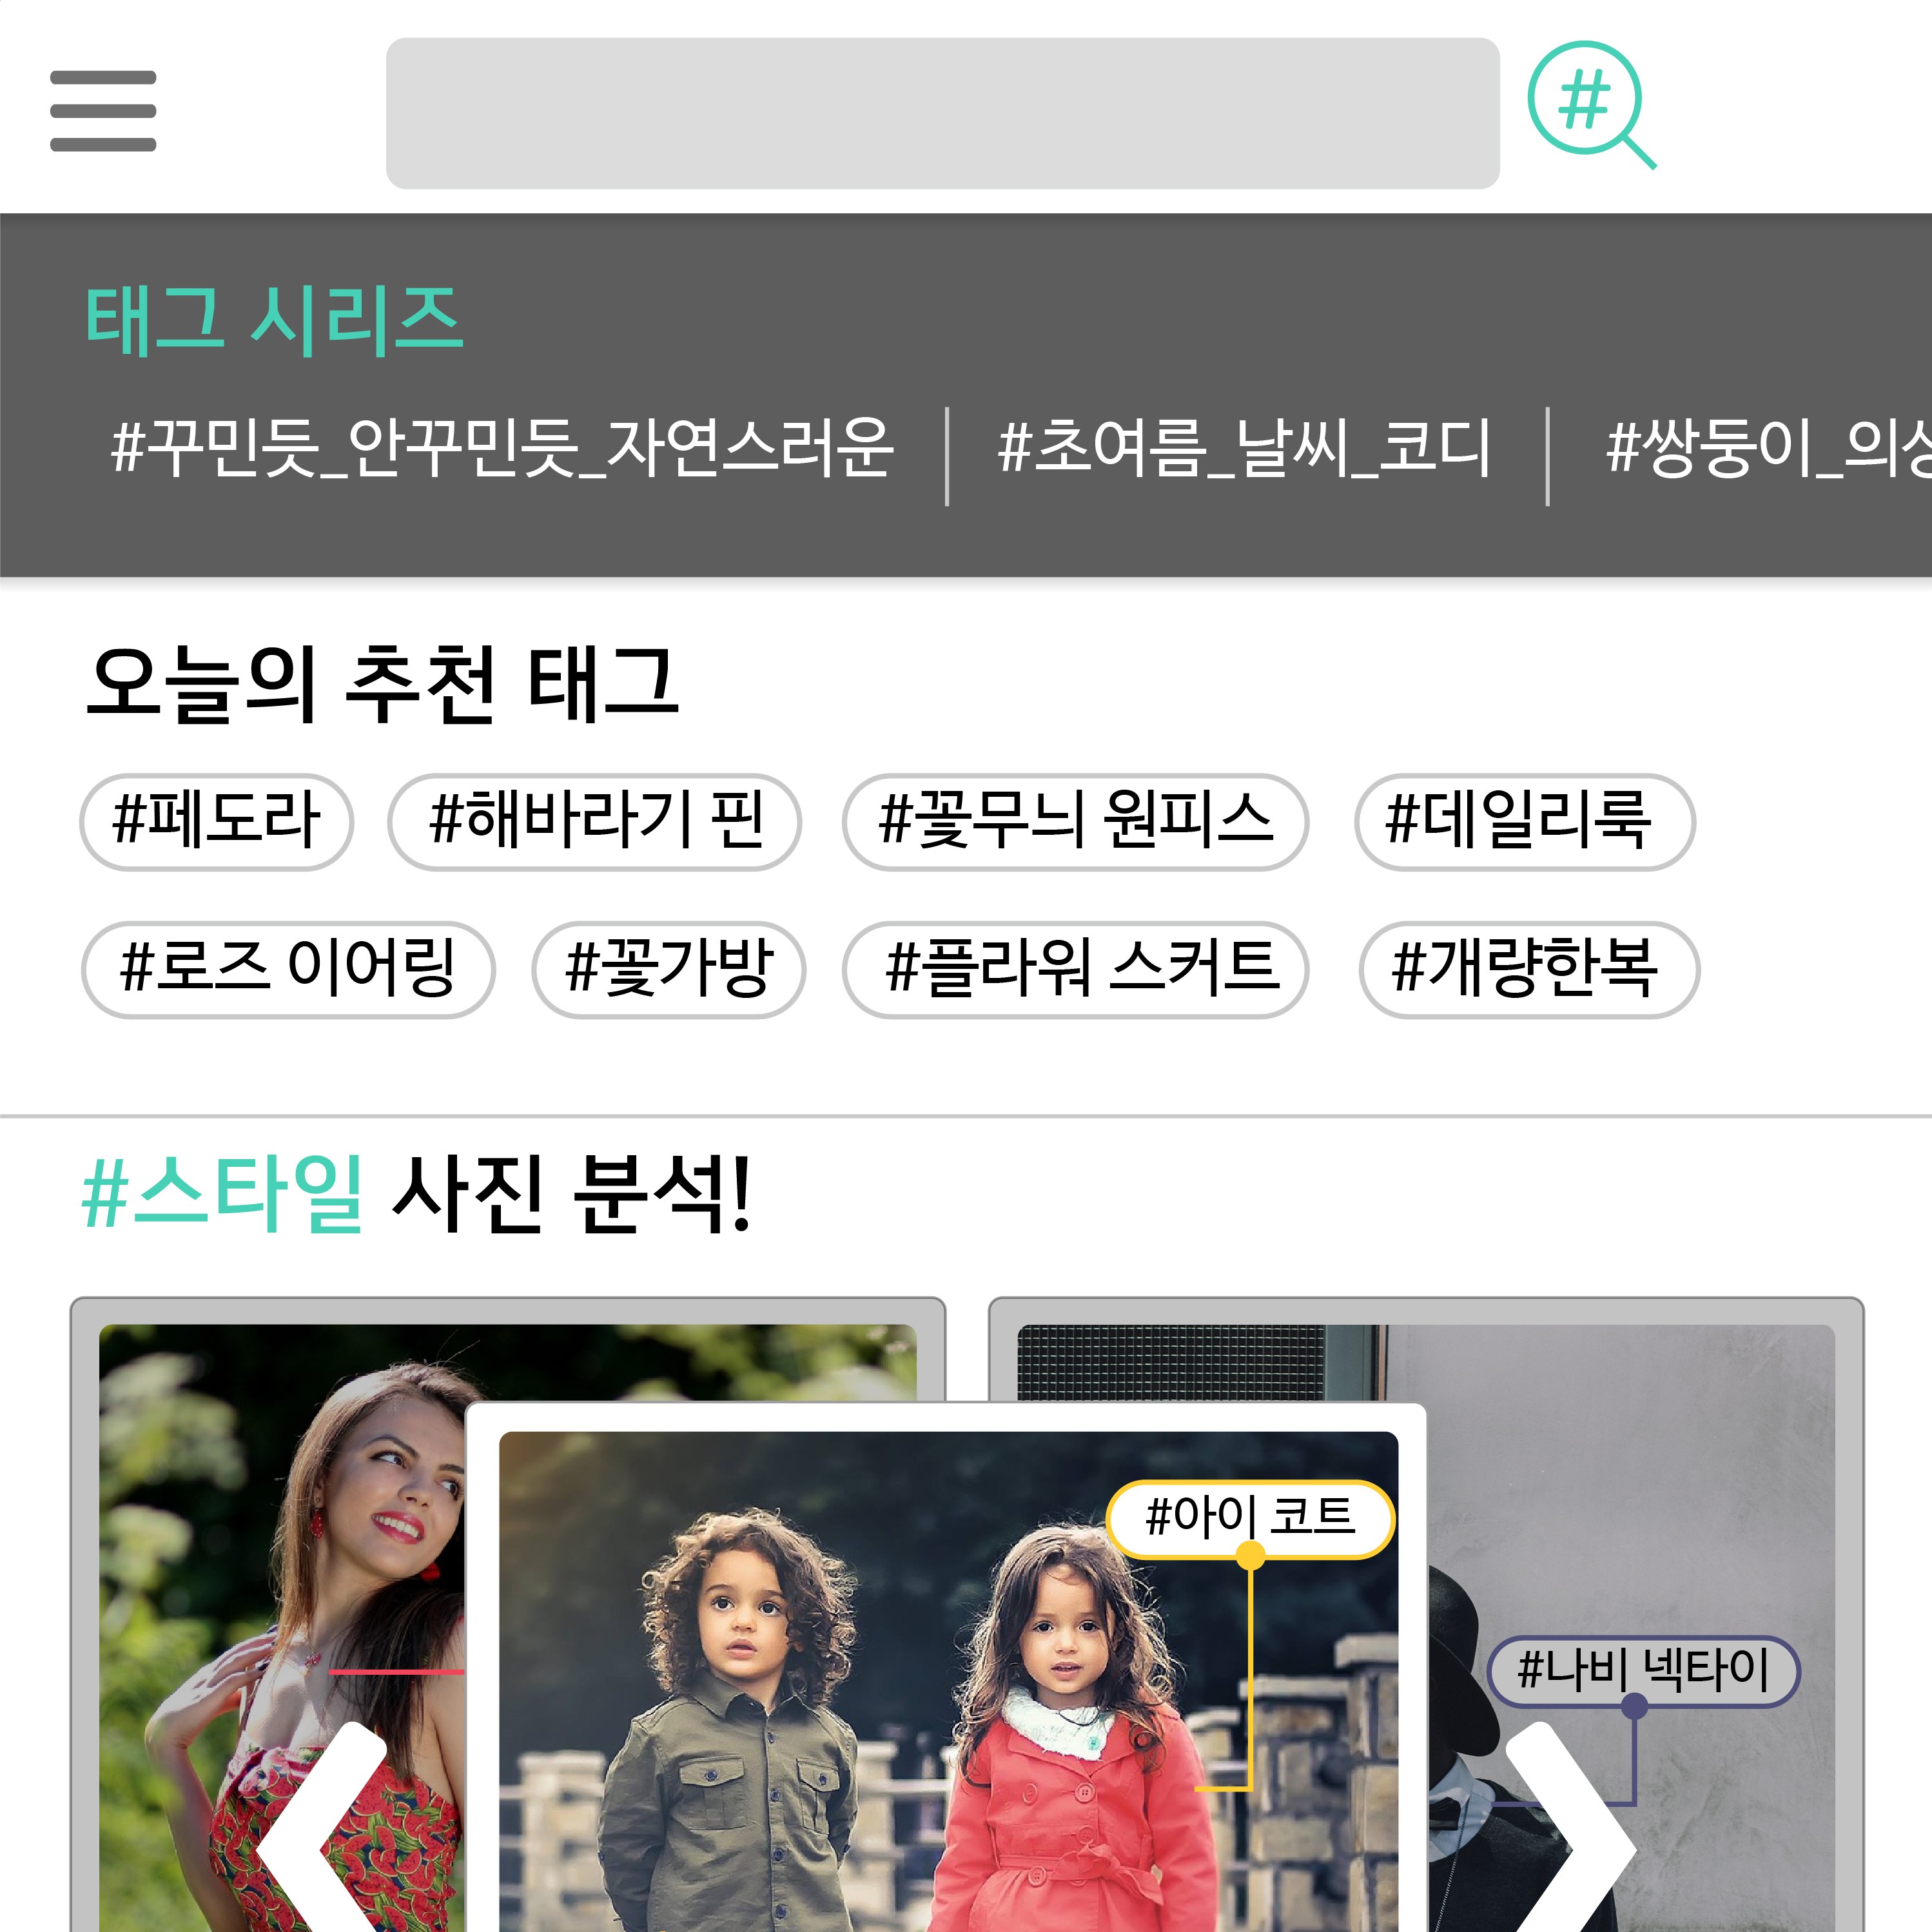 #
태그 시리즈
#꾸민듯_안꾸민듯_자연스러운
#초여름_날씨_코디
#쌍둥이_의상
오늘의 추천 태그
#페도라
#해바라기 핀
#꽃무늬 원피스
#데일리룩
#로즈 이어링
#꽃가방
#플라워 스커트
#개량한복
#스타일 사진 분석!
#아이 코트
#나비 넥타이